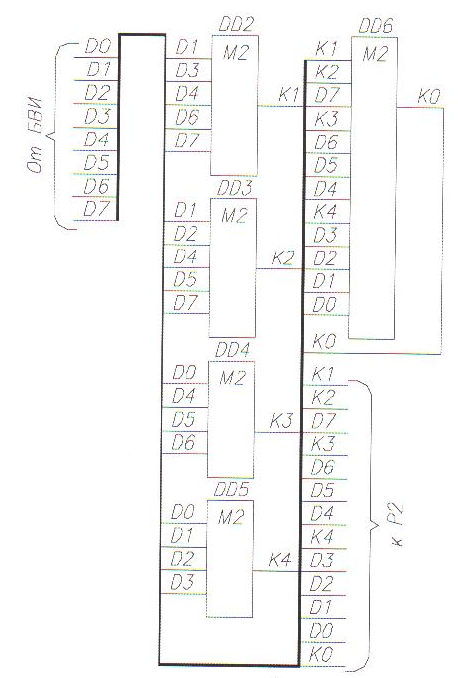 От БВИ
D0
D1
D2
D3
D4
D5
D6
D7
DD2
M2
D1
D3
D4
D6
D7
K1
DD3
M2
D1
D2
D4
D5
D7
K2
DD4
M2
D0
D4
D5
D6
K3
DD5
M2
D0
D1
D2
D3
K4
DD6
M2
K1
K2
D7
K3
D6
D5
D4
K4
D3
D2
D1
D0
K0
K0
K1
K2
D7
K3
D6
D5
D4
K4
D3
D2
D1
D0
K0
к Р2